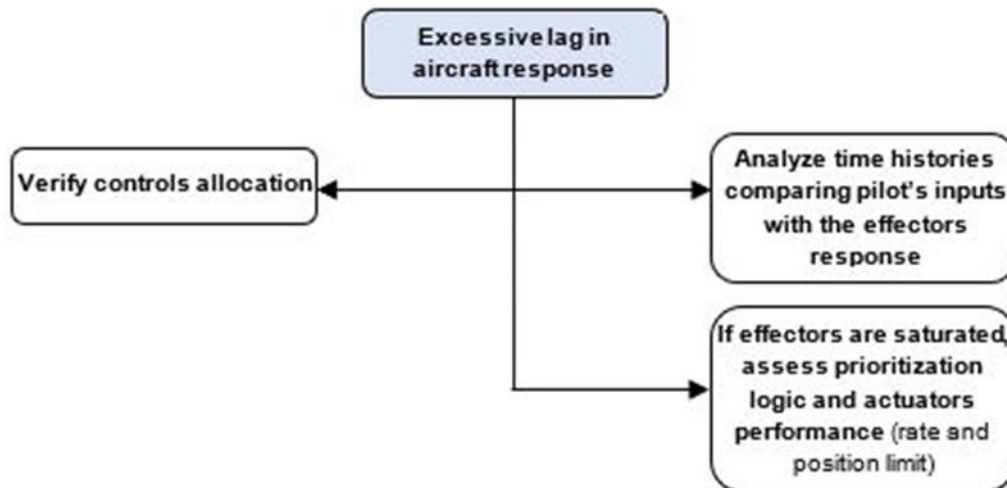 Excessive lag in
aircraft response
Verify controls allocation
Analyze time histories
comparing pilot's inputs
with the effectors
response
If effectors are saturated,
assess prioritization
logic and actuators
performance (rate and
position limit)